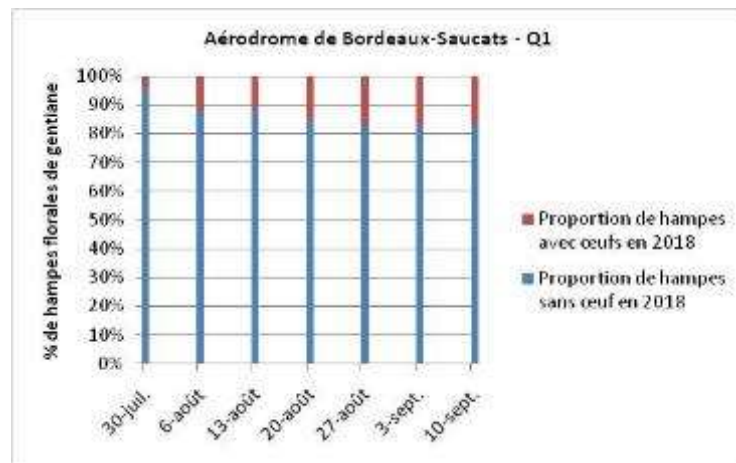 Aérodrome de Bordeaux-Saucats - Q1
% de hampes florales de gentiane
100%
90%
80%
70%
60%
50%
40%
30%
20%
10%
0%
30-juil.
6-août
13-août
20-août
27-août
3-sept.
10-sept.
Proportion de hampes
avec œufs en 2018
Proportion de hampes
sans œuf en 2018